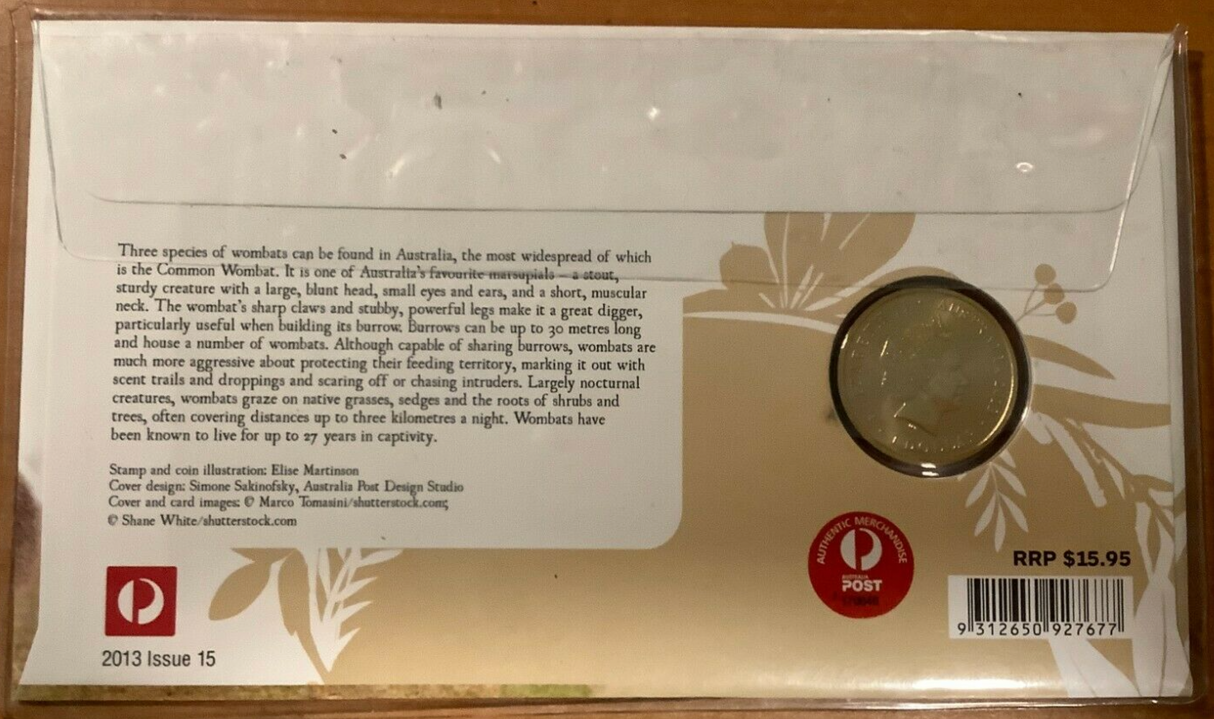 Three species of wombats can be found in Australia, the most widespread of which
is the Common Wombat. It is one of Australia's favourite marsupials – a stout,
sturdy creature with a large, blunt head, small eyes and ears, and a short, muscular
neck. The wombat's sharp claws and stubby, powerful legs make it a great digger,
particularly useful when building its burrow. Burrows can be up to 30 metres long
and house a number of wombats. Although capable of sharing burrows, wombats are
much more aggressive about protecting their feeding territory, marking it out with
scent trails and droppings and scaring off or chasing intruders. Largely nocturnal
creatures, wombats graze on native grasses, sedges and the roots of shrubs and
trees, often covering distances up to three kilometres a night. Wombats have
been known to live for up to 27 years in captivity.
Stamp and coin illustration: Elise Martinson
Cover design: Simone Sakinofsky, Australia Post Design Studio
Cover and card images: © Marco Tomasini/shutterstock.com;
© Shane White/shutterstock.com
2013 Issue 15
AUTHENTIC MERCHANDISE
AUSTRALIA
POST
RRP $15.95
9 312650 927677